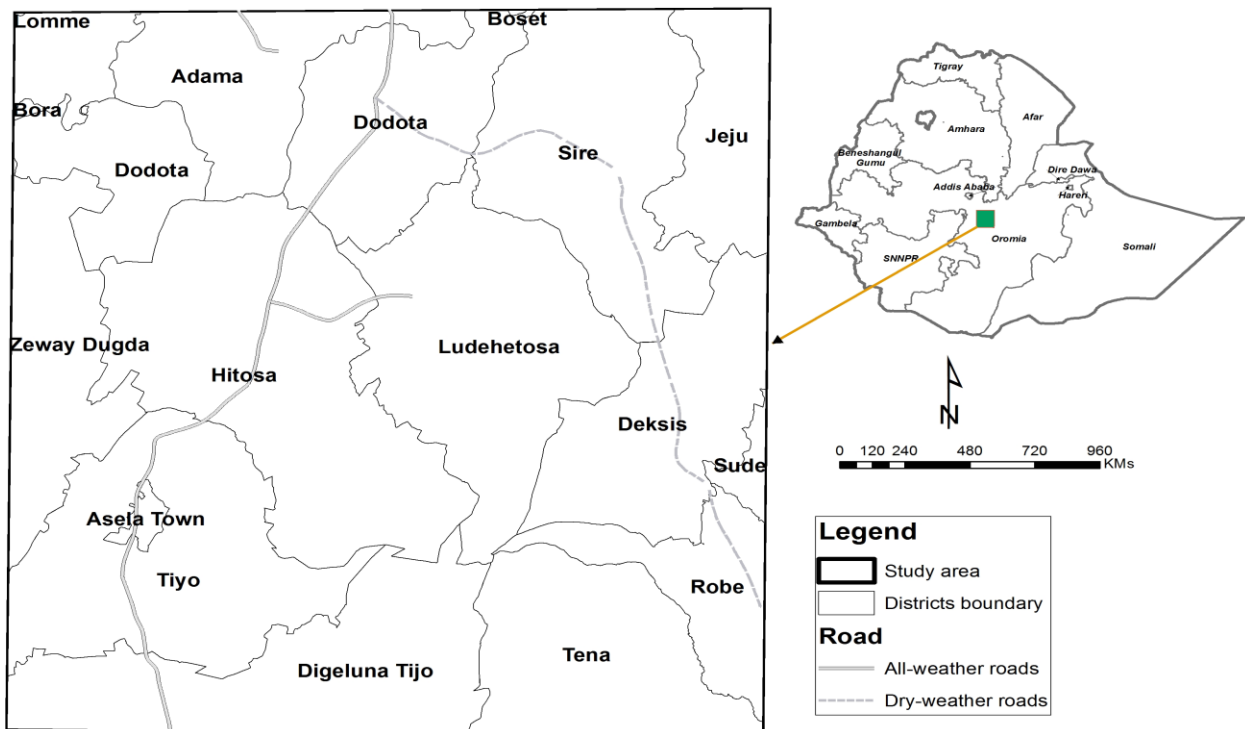 Lomme
Boset
Adama
Bora
Dodota
Jeju
Dodota
Sire
Zeway Dugda
Ludehetosa
Hitosa
Deksis
Sude
Asela Town
Tiyo
Robe
Digeluna Tijo
Tena
Tigray
Afar
Amhara
Beneshangul
Gumu
Dire Dawa
Addis Ababa
Hareri
Gambela
Oromia
Somali
SNNPR
N
0 120 240 480 720 960
KMs
Legend
Study area
Districts boundary
Road
All-weather roads
Dry-weather roads